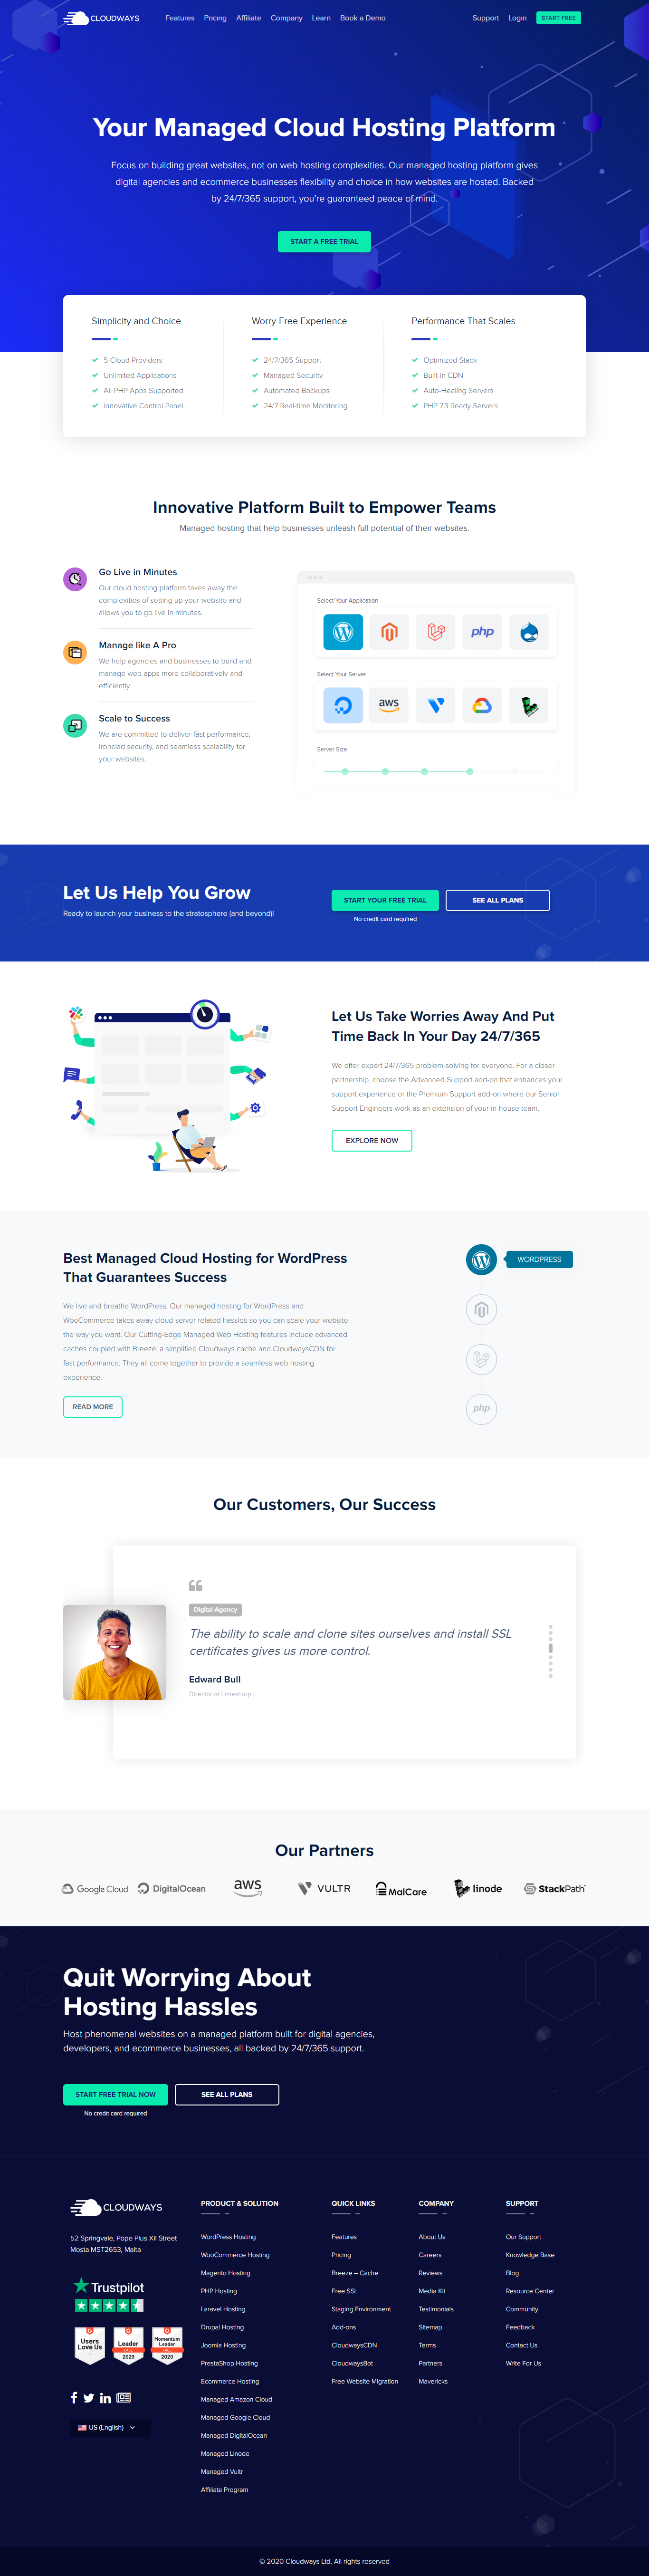 CLOUDWAYS
Features Pricing Affiliate Company Learn Book a Demo
Support Login START FREE
Your Managed Cloud Hosting Platform
Focus on building great websites, not on web hosting complexities. Our managed hosting platform gives
digital agencies and ecommerce businesses flexibility and choice in how websites are hosted. Backed
by 24/7/365 support, you're guaranteed peace of mind.
START A FREE TRIAL
Simplicity and Choice
5 Cloud Providers
Unlimited Applications
All PHP Apps Supported
Innovative Control Panel
Worry-Free Experience
24/7/365 Support
Managed Security
Automated Backups
24/7 Real-time Monitoring
Performance That Scales
Optimized Stack
Built-in CDN
Auto-Healing Servers
PHP 7.3 Ready Servers
Innovative Platform Built to Empower Teams
Managed hosting that help businesses unleash full potential of their websites.
Go Live in Minutes
Our cloud hosting platform takes away the
complexities of setting up your website and
allows you to go live in minutes.
Manage like A Pro
We help agencies and businesses to build and
manage web apps more collaboratively and
efficiently.
Scale to Success
We are committed to deliver fast performance,
ironclad security, and seamless scalability for
your websites.
Select Your Application
php
Select Your Server
aws
Server Size
Let Us Help You Grow
Ready to launch your business to the stratosphere (and beyond)!
START YOUR FREE TRIAL
SEE ALL PLANS
No credit card required
Let Us Take Worries Away And Put
Time Back In Your Day 24/7/365
We offer expert 24/7/365 problem-solving for everyone. For a closer
partnership, choose the Advanced Support add-on that enhances your
support experience or the Premium Support add-on where our Senior
Support Engineers work as an extension of your in-house team.
EXPLORE NOW
Best Managed Cloud Hosting for WordPress
That Guarantees Success
We live and breathe WordPress. Our managed hosting for WordPress and
WooCommerce takes away cloud server related hassles so you can scale your website
the way you want. Our Cutting-Edge Managed Web Hosting features include advanced
caches coupled with Breeze, a simplified Cloudways cache and CloudwaysCDN for
fast performance. They all come together to provide a seamless web hosting
experience.
READ MORE
WORDPRESS
php
Our Customers, Our Success
Digital Agency
The ability to scale and clone sites ourselves and install SSL
certificates gives us more control.
Edward Bull
Director at Limesharp
Our Partners
Google Cloud
DigitalOcean
aws
VULTR
MalCare
linode
StackPath
Quit Worrying About
Hosting Hassles
Host phenomenal websites on a managed platform built for digital agencies,
developers, and ecommerce businesses, all backed by 24/7/365 support.
START FREE TRIAL NOW
SEE ALL PLANS
No credit card required
CLOUDWAYS
52 Springvale, Pope Pius XII Street
Mosta MST2653, Malta
Trustpilot
Users
Love Us
Leader
FALL
2020
Momentum
Leader
FALL
2020
US (English)
PRODUCT & SOLUTION
WordPress Hosting
WooCommerce Hosting
Magento Hosting
PHP Hosting
Laravel Hosting
Drupal Hosting
Joomla Hosting
PrestaShop Hosting
Ecommerce Hosting
Managed Amazon Cloud
Managed Google Cloud
Managed DigitalOcean
Managed Linode
Managed Vultr
Affiliate Program
QUICK LINKS
Features
Pricing
Breeze – Cache
Free SSL
Staging Environment
Add-ons
CloudwaysCDN
CloudwaysBot
Free Website Migration
COMPANY
About Us
Careers
Reviews
Media Kit
Testimonials
Sitemap
Terms
Partners
Mavericks
SUPPORT
Our Support
Knowledge Base
Blog
Resource Center
Community
Feedback
Contact Us
Write For Us
© 2020 Cloudways Ltd. All rights reserved